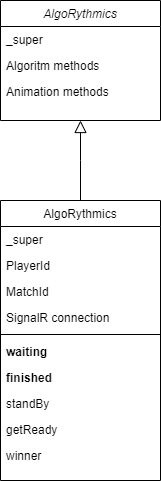 AlgoRythmics
_super
Algoritm methods
Animation methods
AlgoRythmics
_super
PlayerId
MatchId
SignalR connection
waiting
finished
standBy
getReady
winner